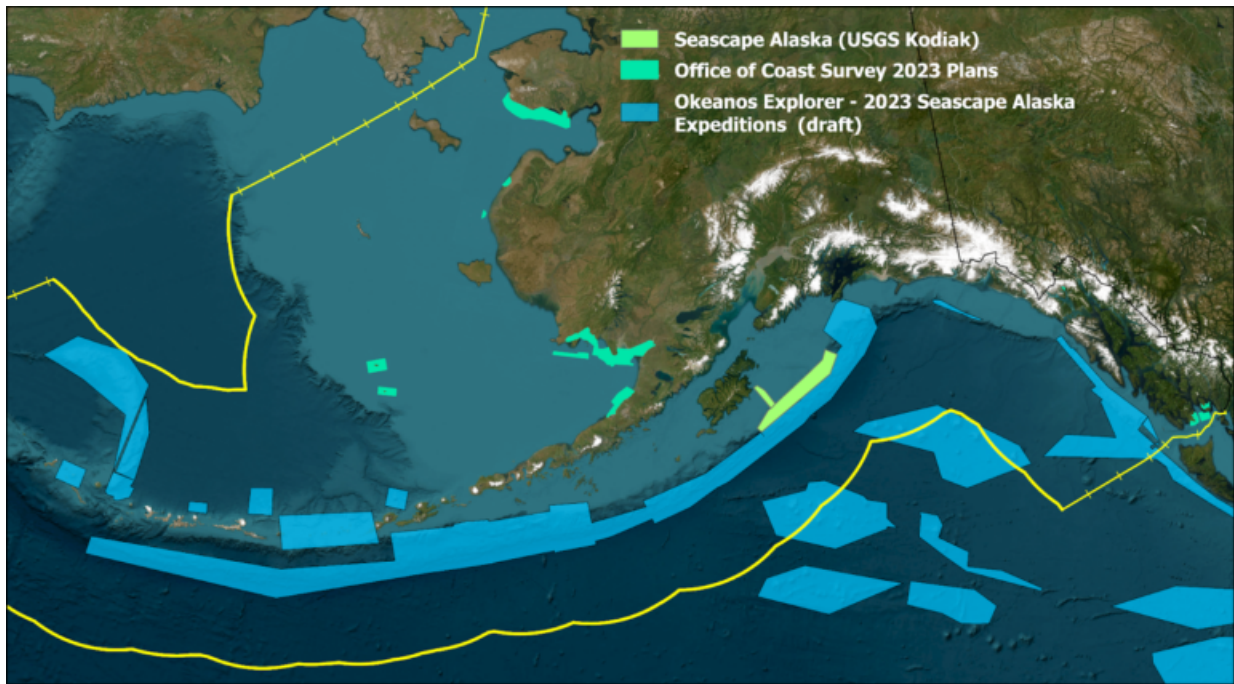 Seascape Alaska (USGS Kodiak)
Office of Coast Survey 2023 Plans
Okeanos Explorer - 2023 Seascape Alaska
Expeditions (draft)